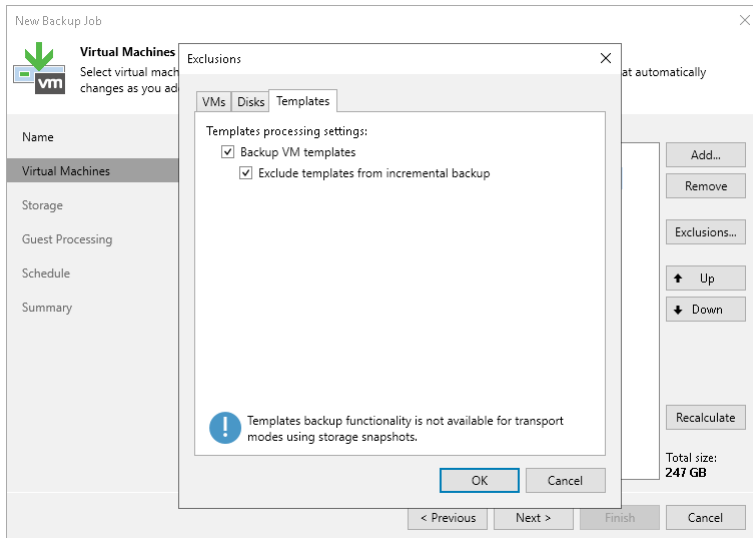 New Backup Job
vm
Virtual Machines
Select virtual mach
at automatically
changes as you ad
Name
Virtual Machines
Storage
Guest Processing
Schedule
Summary
Exclusions
VMs Disks Templates
Templates processing settings:
Backup VM templates
Exclude templates from incremental backup
! Templates backup functionality is not available for transport
modes using storage snapshots.
OK Cancel
Add...
Remove
Exclusions...
Up
Down
Recalculate
Total size:
247 GB
< Previous Next > Finish Cancel